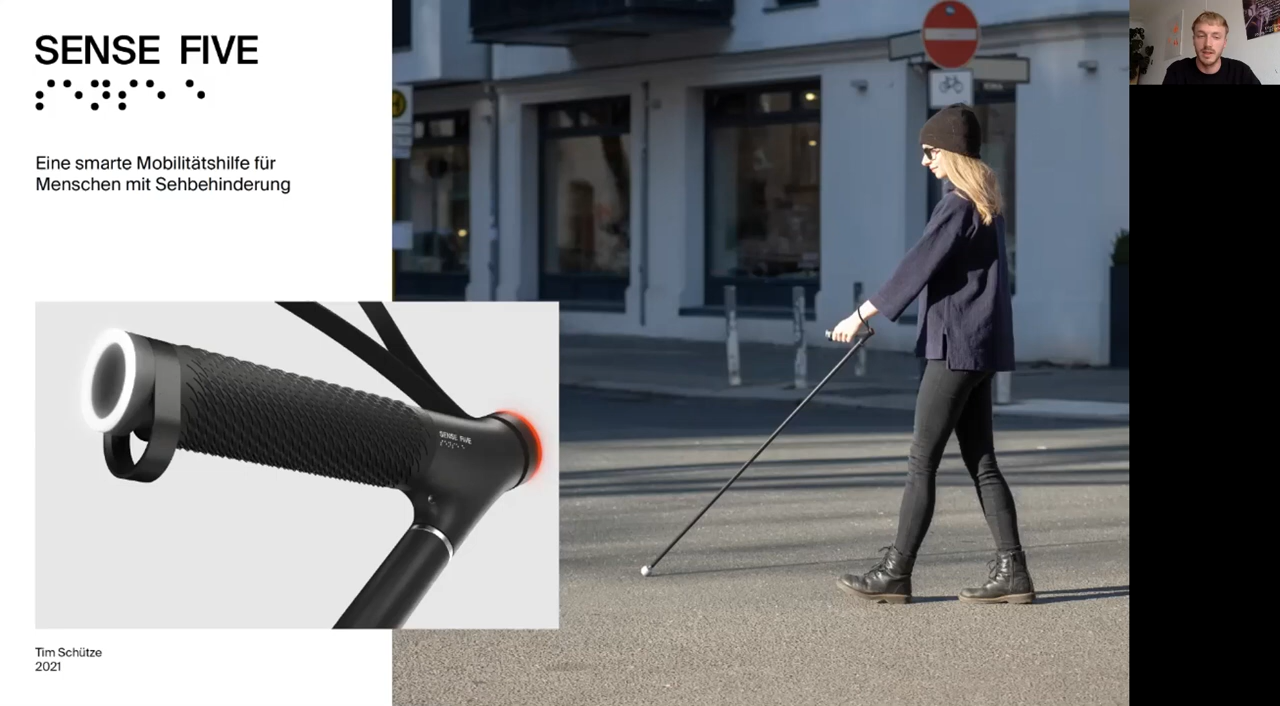 SENSE FIVE
⠎⠑⠝⠎⠑ ⠑
Eine smarte Mobilitätshilfe für
Menschen mit Sehbehinderung
SENSE FIVE
⠎⠑⠝⠎⠑ ⠑
Tim Schütze
2021